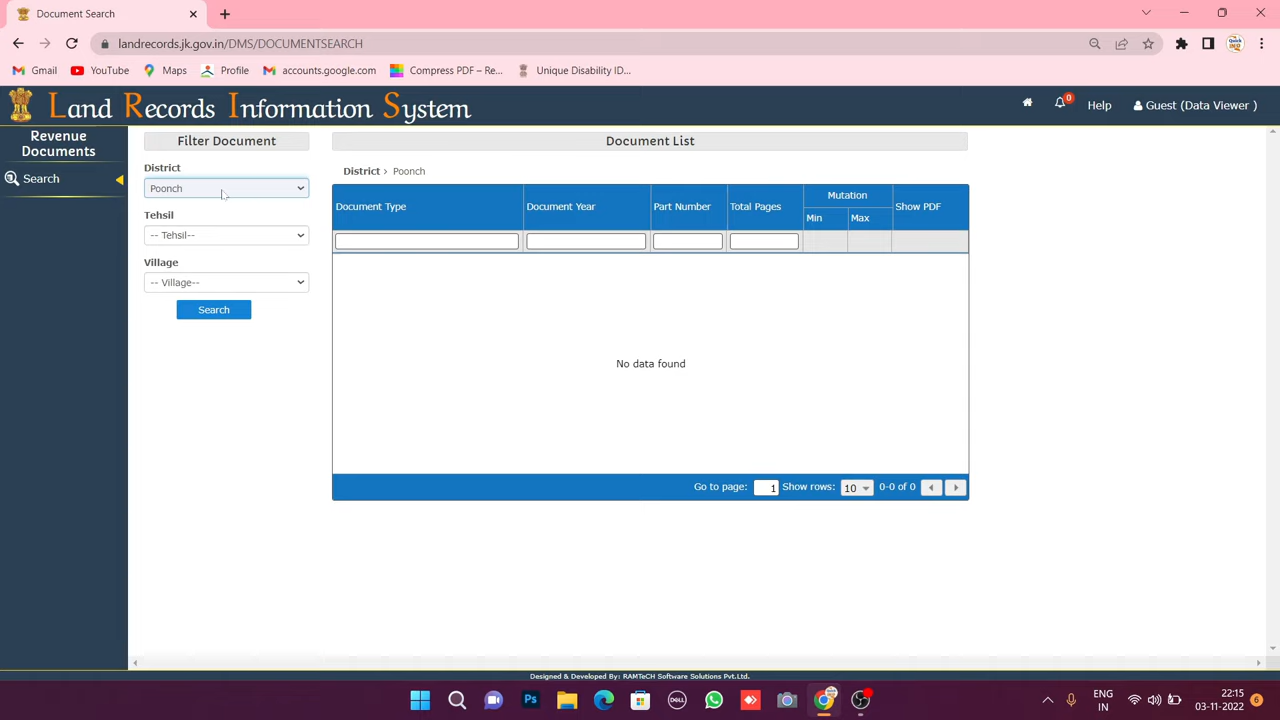 Document Search
landrecords.jk.gov.in/DMS/DOCUMENTSEARCH
Gmail
YouTube
Maps
Profile
accounts.google.com
Compress PDF – Re...
Unique Disability ID...
Land Records Information System
0
Help
Guest (Data Viewer )
Revenue
Documents
Search
Filter Document
District
Poonch
Tehsil
-- Tehsil--
Village
-- Village--
Search
Document List
District > Poonch
Document Type
Document Year
Part Number
Total Pages
Mutation
Min
Max
Show PDF
No data found
Go to page: 1 Show rows: 10 0-0 of 0
Designed & Developed By: RAMTeCH Software Solutions Pvt.Ltd.
Ps
DELL
ENG
IN
22:15
03-11-2022
6